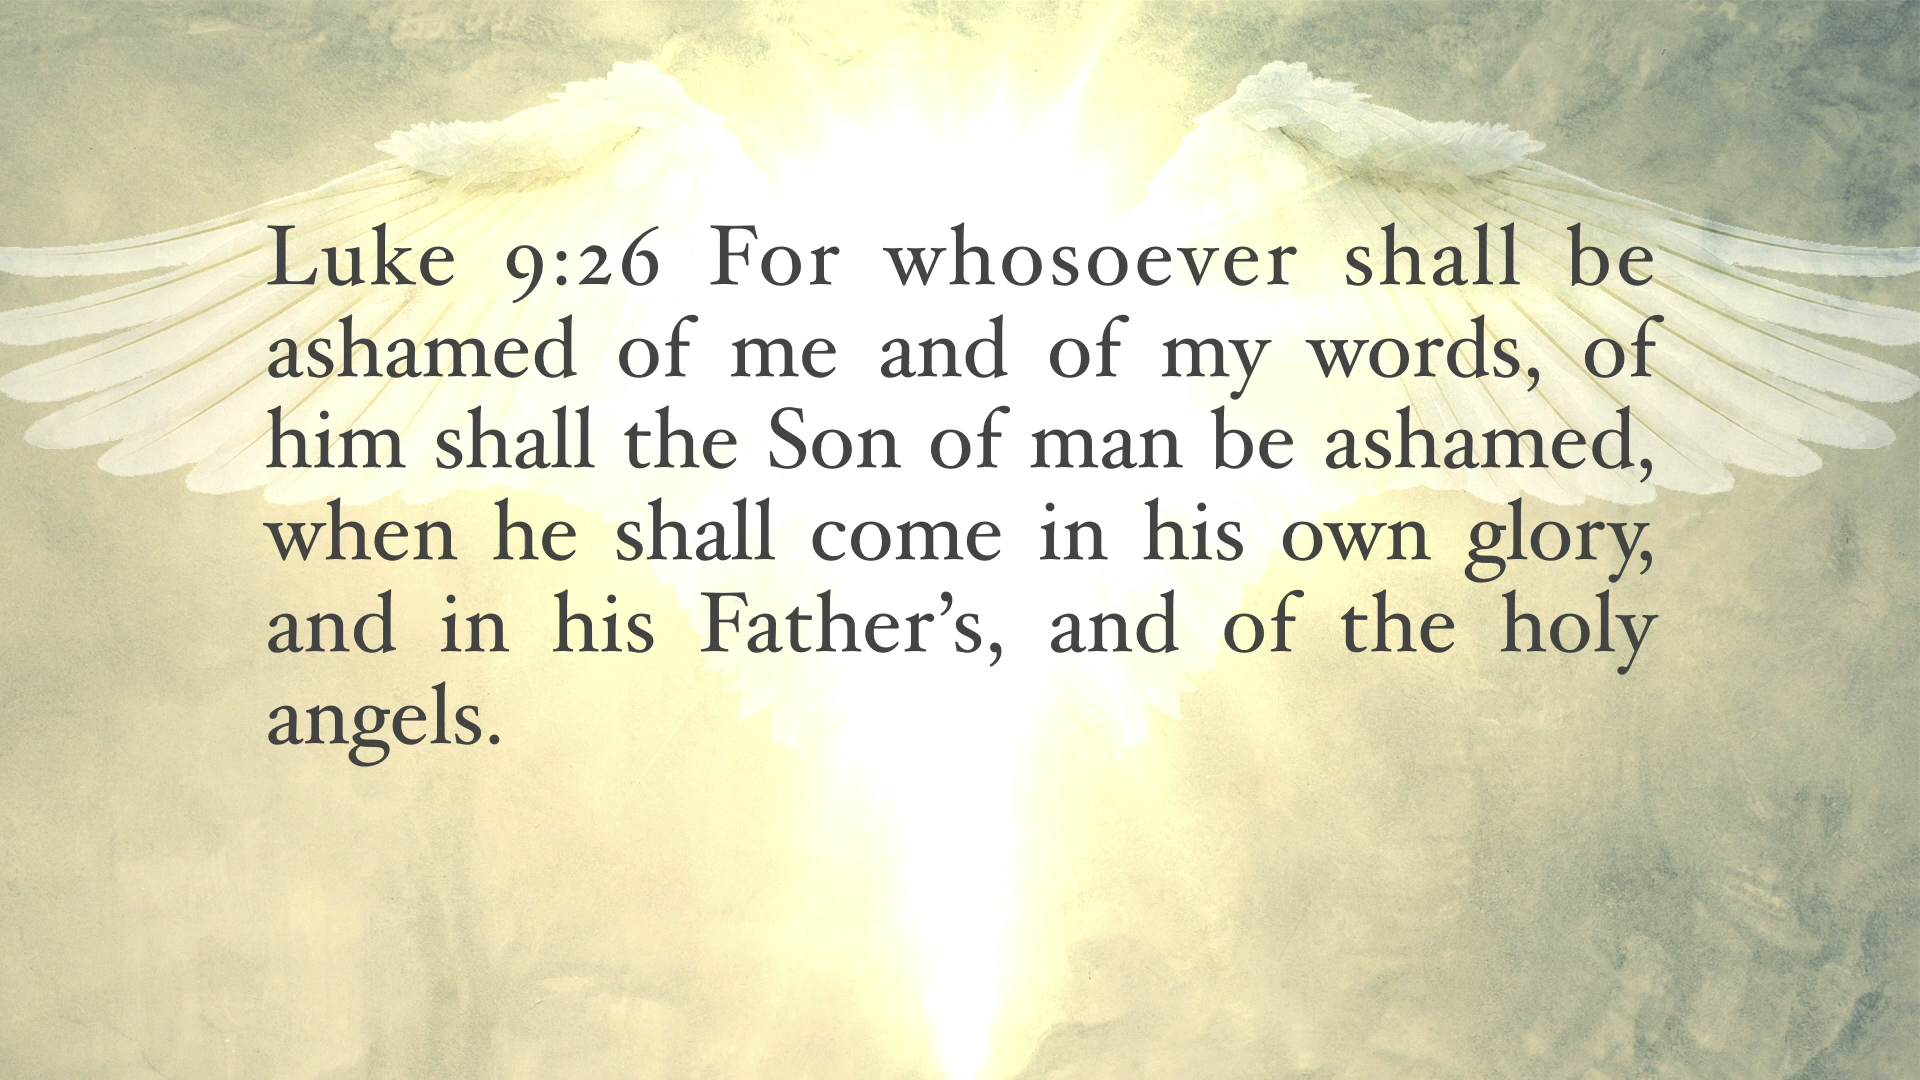 Luke 9:26 For whosoever shall be
ashamed of me and of my words, of
him shall the Son of man be ashamed,
when he shall come in his own glory,
and in his Father’s, and of the holy
angels.